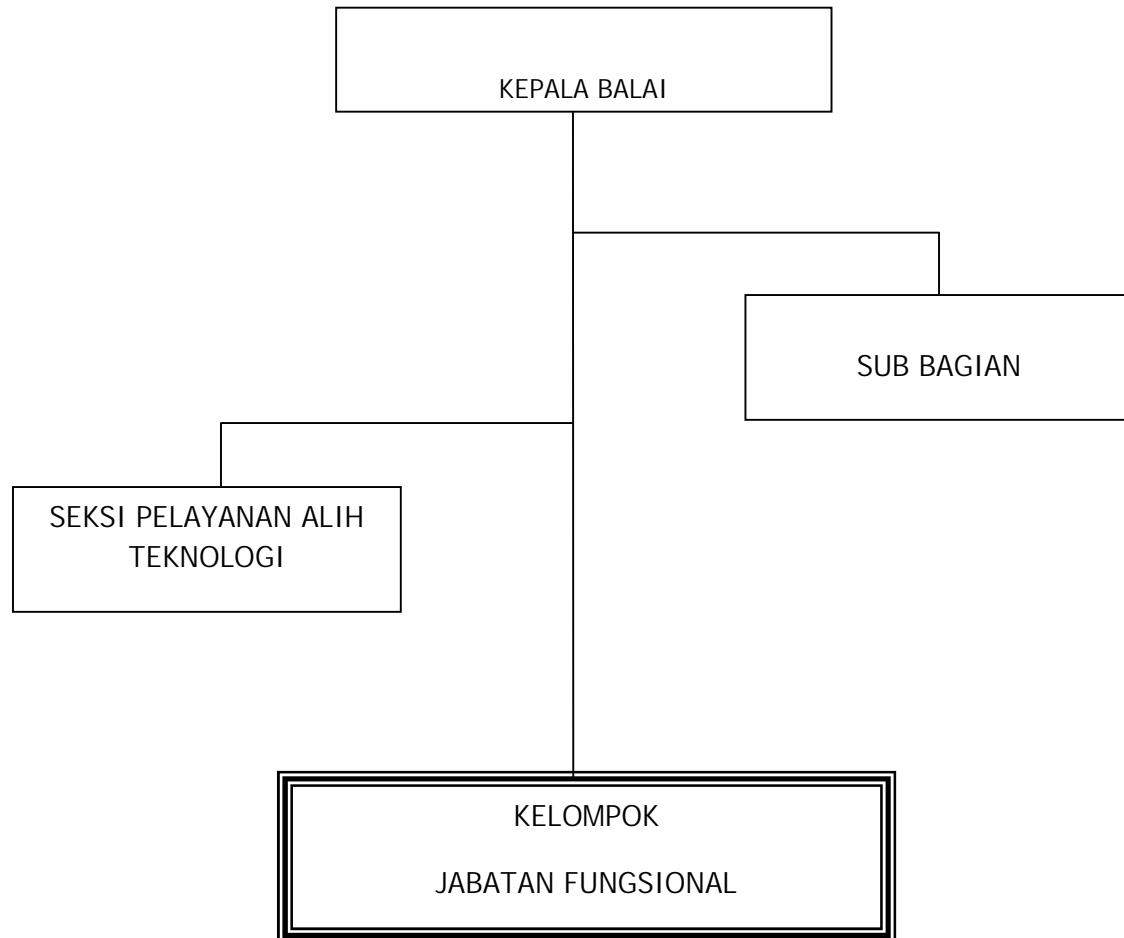 KEPALA BALAI
SUB BAGIAN
SEKSI PELAYANAN ALIH
TEKNOLOGI
KELOMPOK
JABATAN FUNGSIONAL